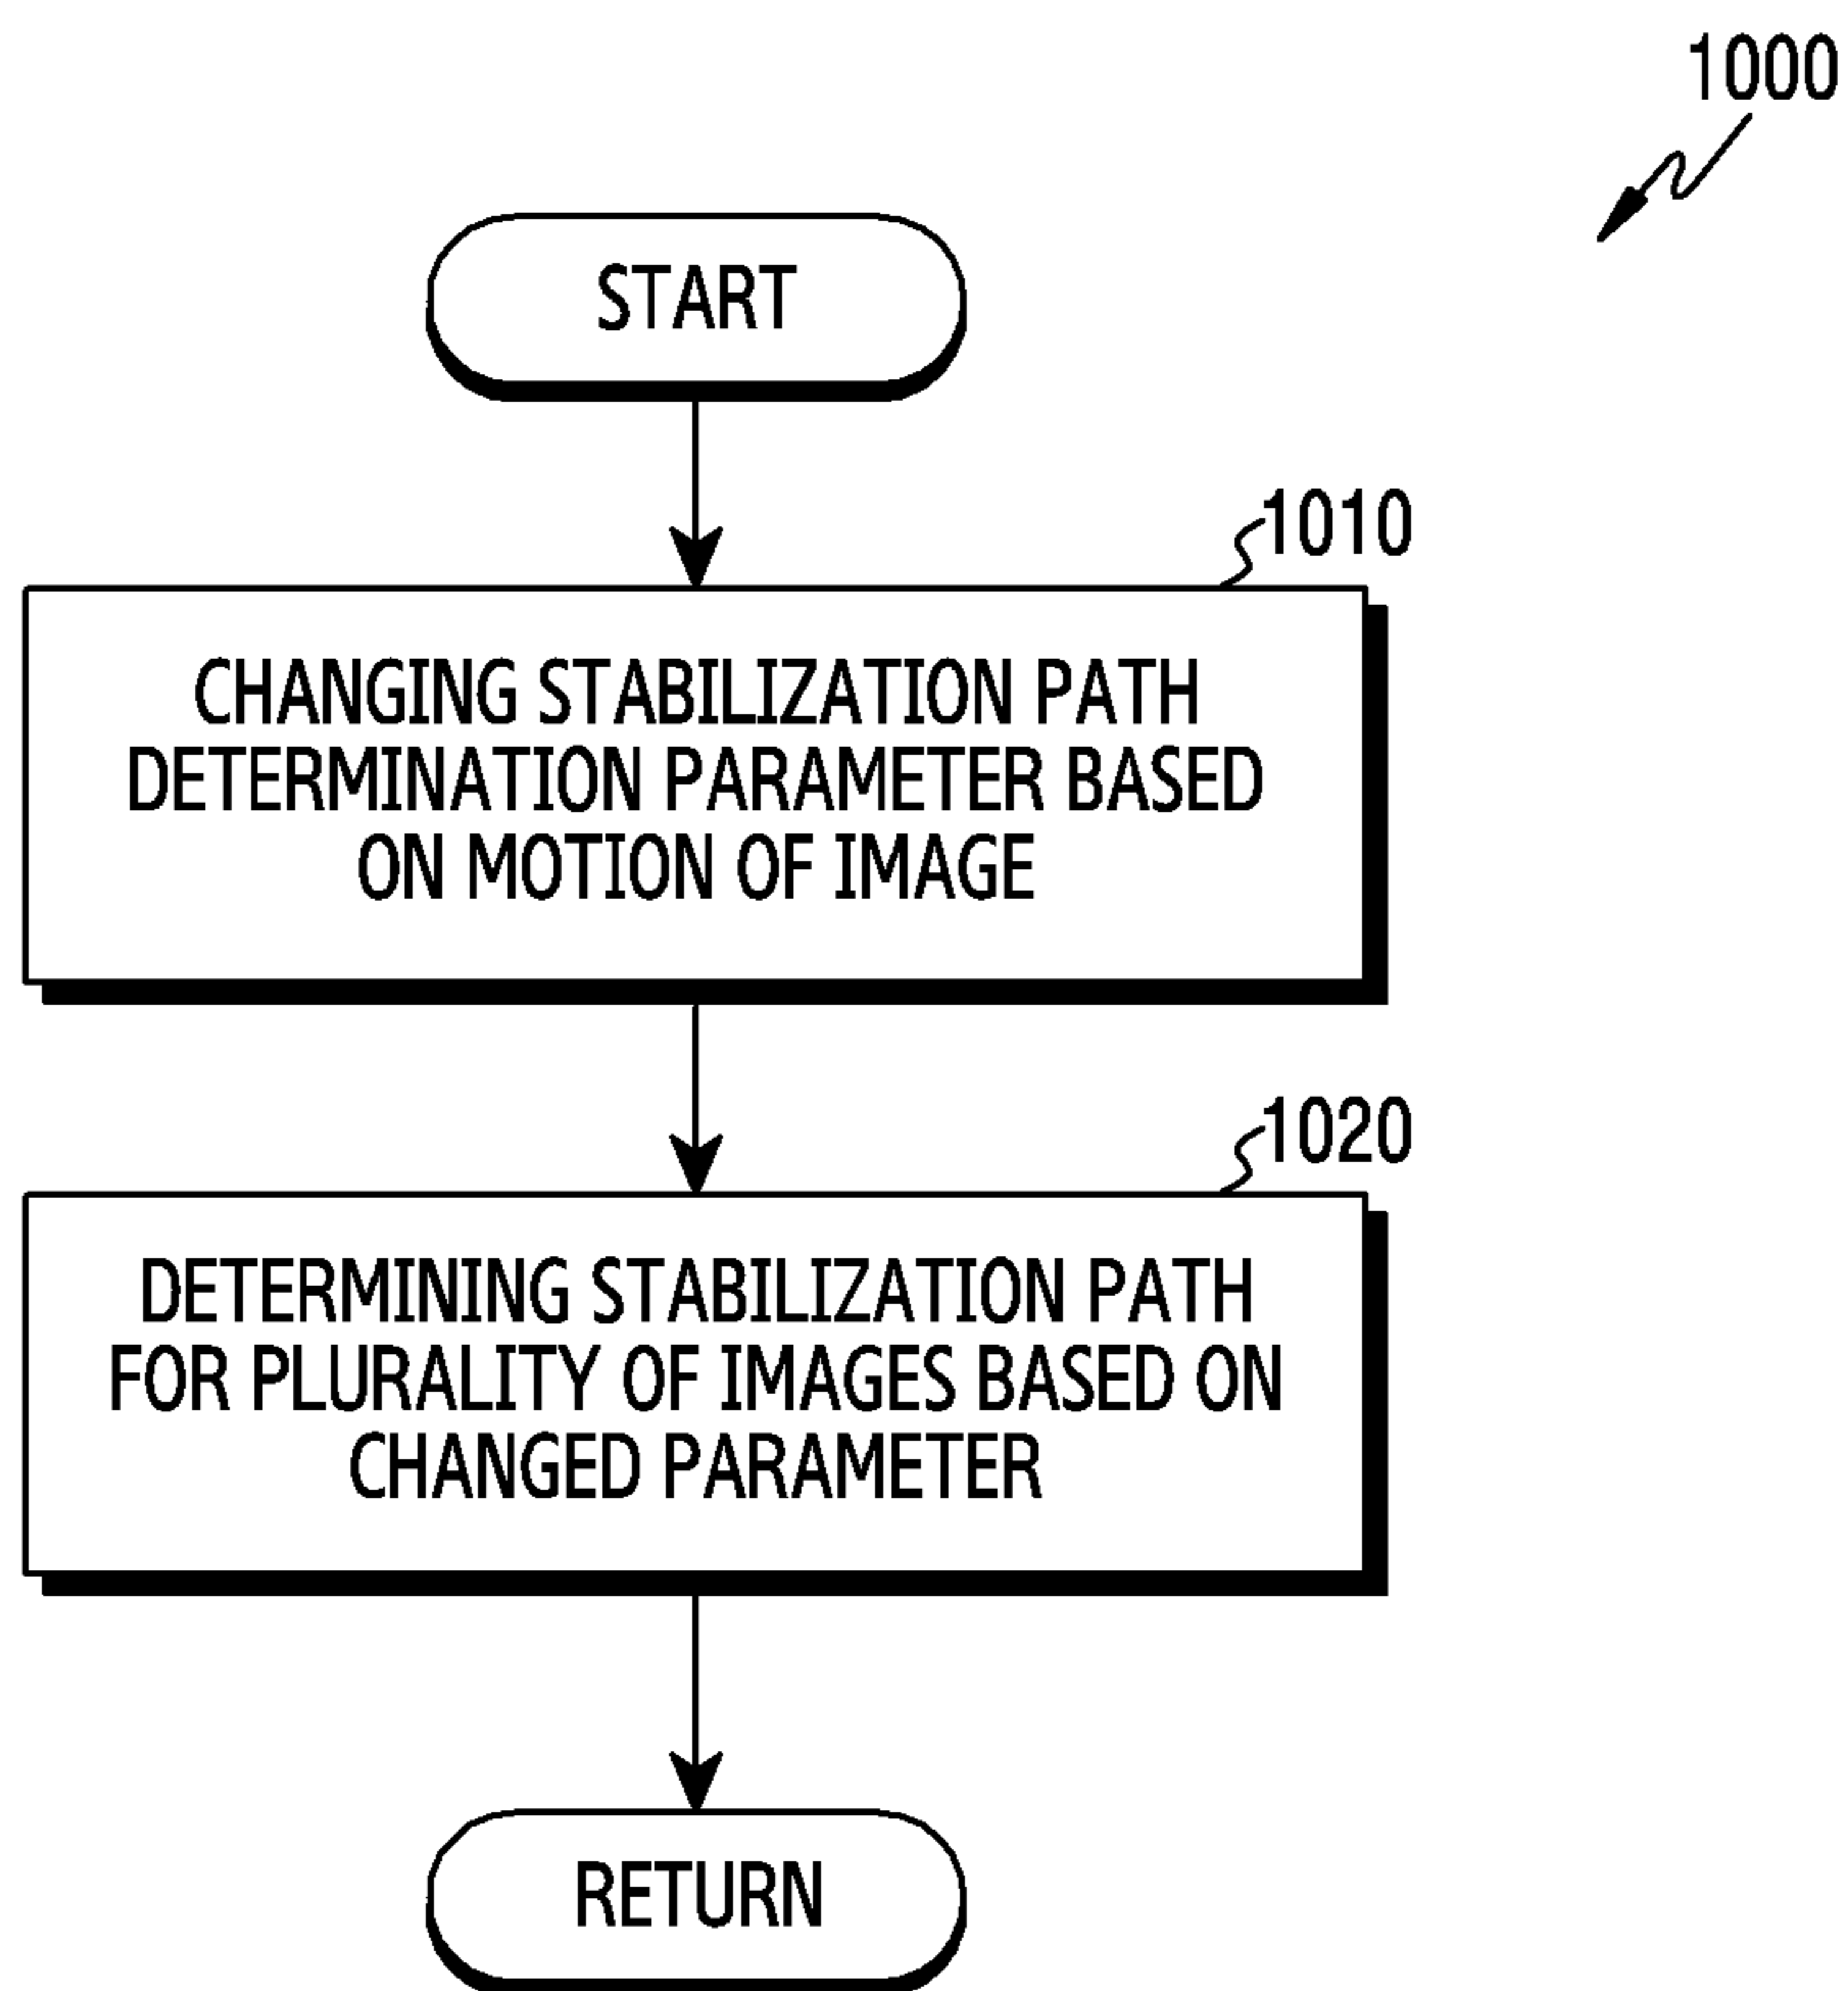 1000
START
1010
CHANGING STABILIZATION PATH
DETERMINATION PARAMETER BASED
ON MOTION OF IMAGE
1020
DETERMINING STABILIZATION PATH
FOR PLURALITY OF IMAGES BASED ON
CHANGED PARAMETER
RETURN